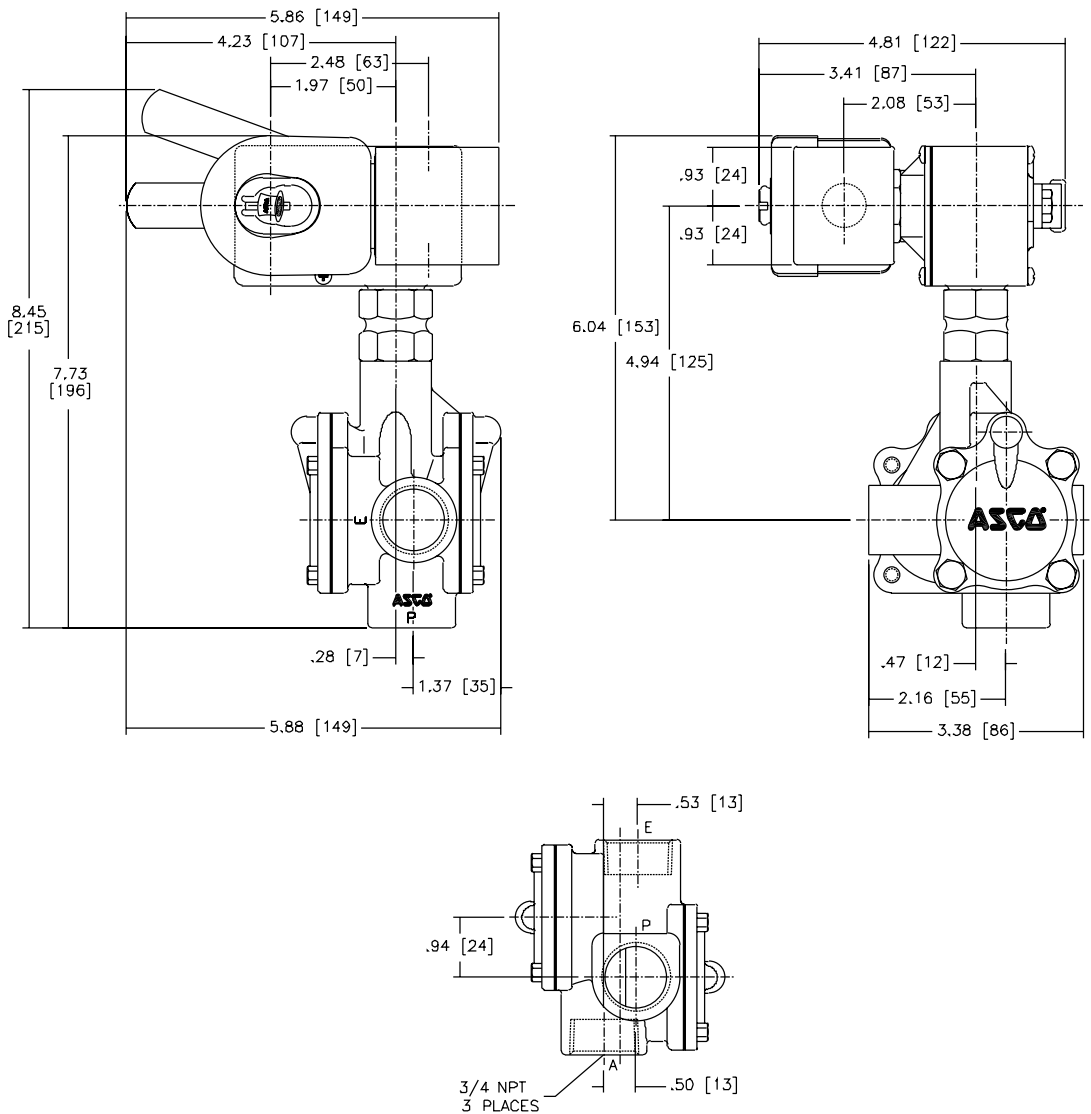 5.86 [149]
4.23 [107]
2.48 [63]
1.97 [50]
8.45
[215]
7.73
[196]
E
ASCO
P
.28 [7]
1.37 [35]
5.88 [149]
4.81 [122]
3.41 [87]
2.08 [53]
.93 [24]
.93 [24]
6.04 [153]
4.94 [125]
ASCO
.47 [12]
2.16 [55]
3.38 [86]
.53 [13]
E
P
.94 [24]
A
3/4 NPT
3 PLACES
.50 [13]